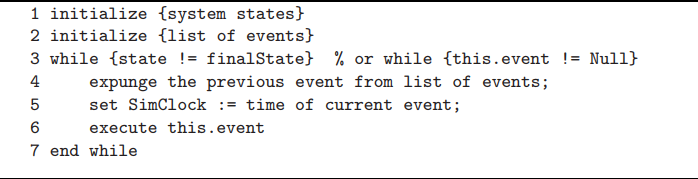 1 initialize {system states}
2 initialize {list of events}
3 while {state != finalState} % or while {this.event != Null}
4 expunge the previous event from list of events;
5 set SimClock := time of current event;
6 execute this.event
7 end while